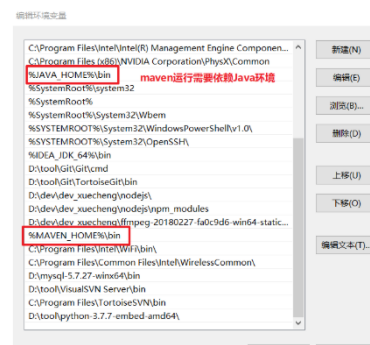 编辑环境变量
C:\Program Files\Intel\Intel(R) Management Engine Componen...
C:\Program Files (x86)\NVIDIA Corporation\PhysX\Common
%JAVA_HOME%\bin
maven运行需要依赖Java环境
%SystemRoot%\system32
%SystemRoot%
%SystemRoot%\System32\Wbem
%SYSTEMROOT%\System32\WindowsPowerShell\v1.0\
%SYSTEMROOT%\System32\OpenSSH\
%IDEA_JDK_64%\bin
D:\tool\Git\Git\cmd
D:\tool\Git\TortoiseGit\bin
D:\dev\dev_xuecheng\nodejs\
D:\dev\dev_xuecheng\nodejs\npm_modules
D:\dev\dev_xuecheng\ffmpeg-20180227-fa0c9d6-win64-static...
%MAVEN_HOME%\bin
C:\Program Files\Intel\WiFi\bin\
C:\Program Files\Common Files\Intel\WirelessCommon\
D:\mysql-5.7.27-winx64\bin
D:\tool\VisualSVN Server\bin
C:\Program Files\TortoiseSVN\bin
D:\tool\python-3.7.7-embed-amd64\
新建(N)
编辑(E)
浏览(B)...
删除(D)
上移(U)
下移(O)
编辑文本(T)...